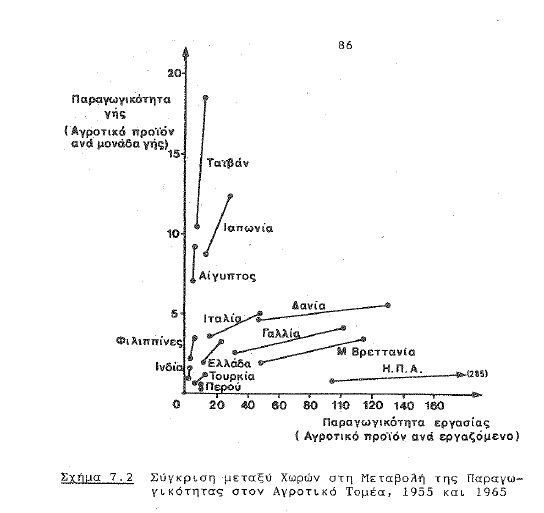 86
20
Παραγωγικότητα
γής
(Αγροτικό προϊόν
ανά μονάδα γής)
15
Ταϊβάν
Ιαπωνία
10
Αίγυπτος
5
Ιταλία
Δανία
Γαλλία
Φιλιππίνες
Μ Βρεττανία
Ινδία
Ελλάδα
Η.Π.Α.
(285)
Τουρκία
Περού
0 20 40 60 80 110 120 140 160
Παραγωγικότητα εργασίας
(Αγροτικό προϊόν ανά εργαζόμενο)
Σχήμα 7.2 Σύγκριση μεταξύ Χωρών στη Μεταβολή της Παραγω-
γικότητας στον Αγροτικό Τομέα, 1955 και 1965